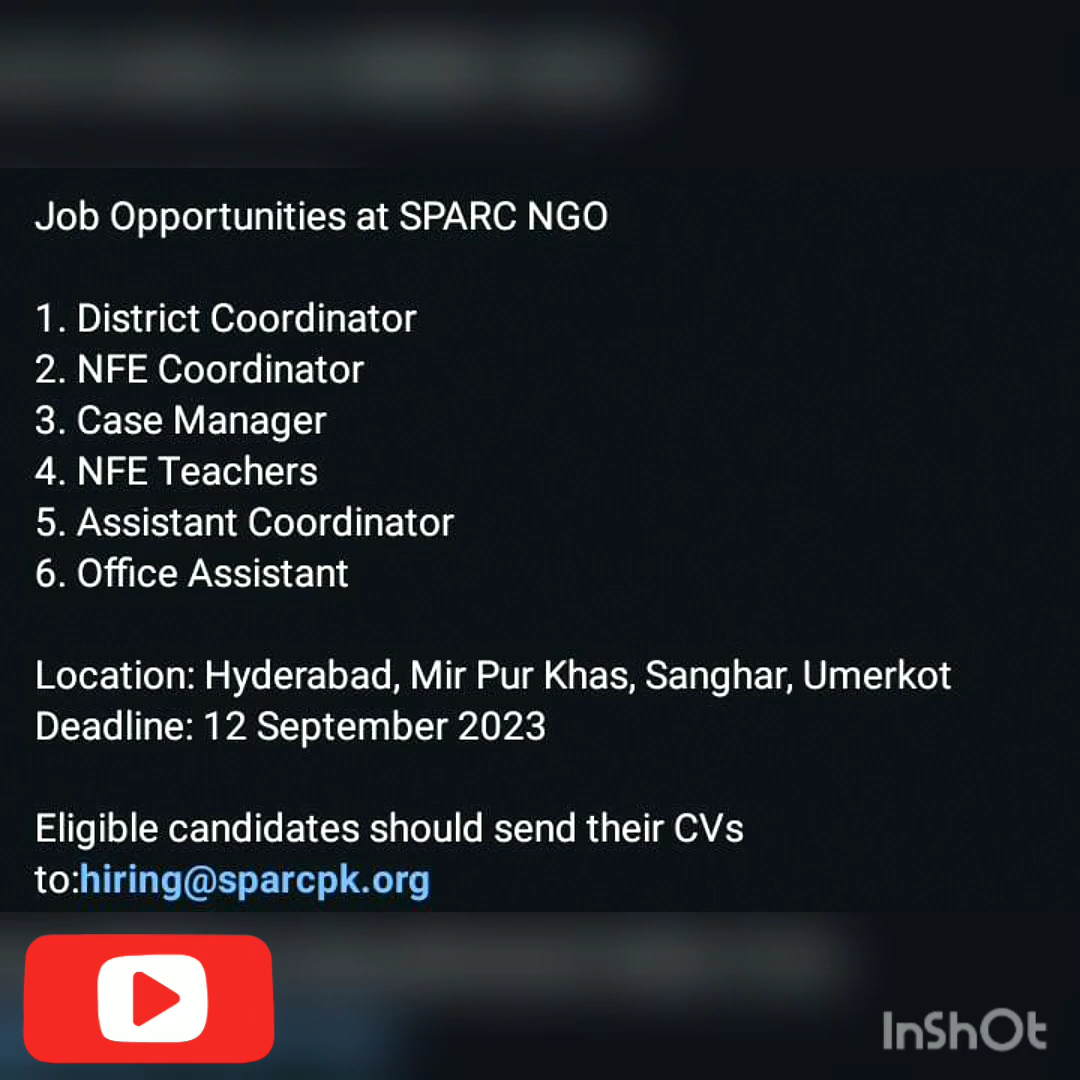 Job Opportunities at SPARC NGO
1. District Coordinator
2. NFE Coordinator
3. Case Manager
4. NFE Teachers
5. Assistant Coordinator
6. Office Assistant
Location: Hyderabad, Mir Pur Khas, Sanghar, Umerkot
Deadline: 12 September 2023
Eligible candidates should send their CVs
to:hiring@sparcpk.org
InShOt